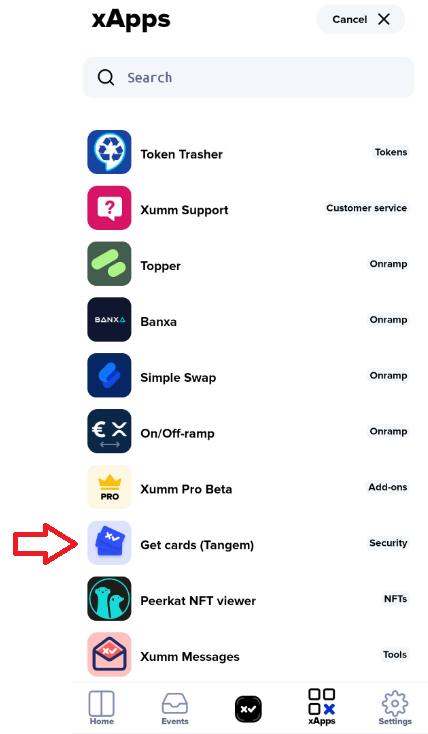 xApps
Cancel
Search
Token Trasher
Tokens
Xumm Support
Customer service
Topper
Onramp
BANXA
Banxa
Onramp
Simple Swap
Onramp
€ X
On/Off-ramp
Onramp
PRO
Xumm Pro Beta
Add-ons
Get cards (Tangem)
Security
Peerkat NFT viewer
NFTs
Xumm Messages
Tools
Home
Events
xApps
Settings